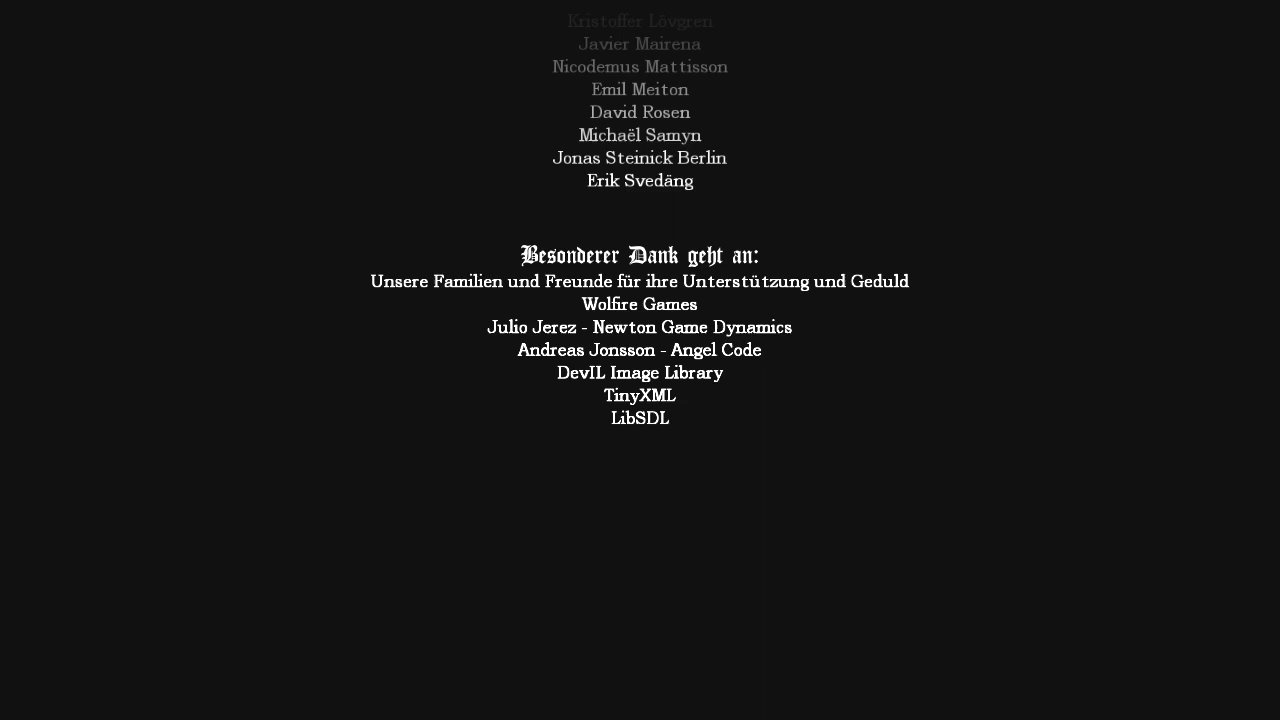 Kristoffer Lövgren
Javier Mairena
Nicodemus Mattisson
Emil Meiton
David Rosen
Michaël Samyn
Jonas Steinick Berlin
Erik Svedäng
Besonderer Dank geht an:
Unsere Familien und Freunde für ihre Unterstützung und Geduld
Wolfire Games
Julio Jerez - Newton Game Dynamics
Andreas Jonsson - Angel Code
DevIL Image Library
TinyXML
LibSDL